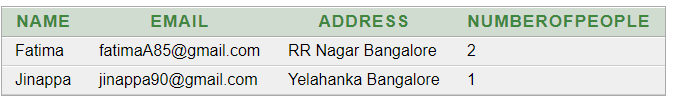 NAME EMAIL ADDRESS NUMBEROFPEOPLE
Fatima fatimaA85@gmail.com RR Nagar Bangalore 2
Jinappa jinappa90@gmail.com Yelahanka Bangalore 1